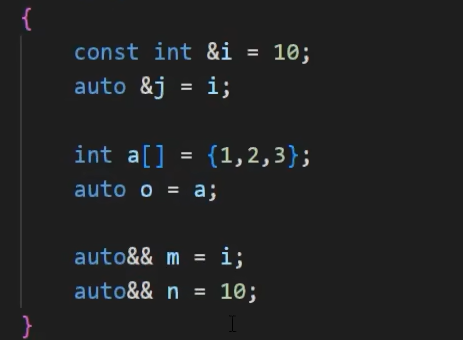 {
const int &i = 10;
auto &j = i;
int a[] = {1,2,3};
auto o = a;
auto&& m = i;
auto&& n = 10;
}